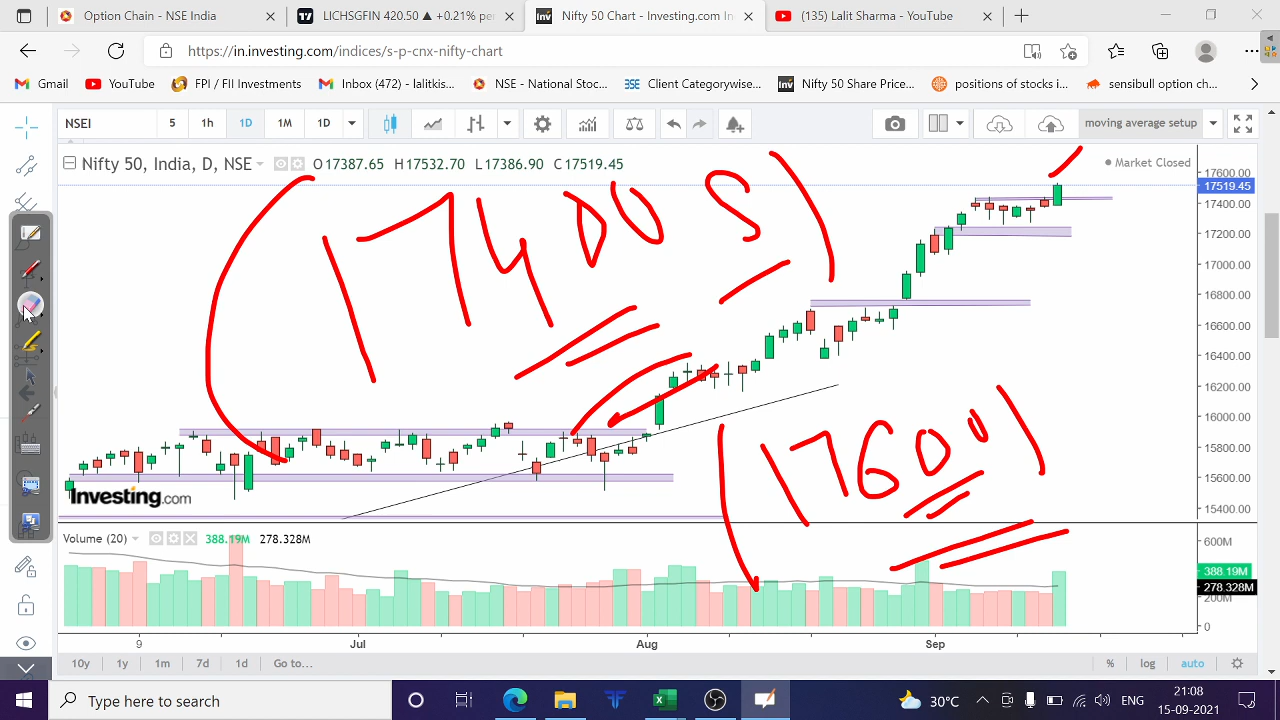 Option Chain - NSE India
LICHSGFIN 420.50 ▲ +0.21% pe
Nifty 50 Chart - Investing.com In
(135) Lalit Sharma - YouTube
https://in.investing.com/indices/s-p-cnx-nifty-chart
Gmail
YouTube
FPI / FII Investments
Inbox (472) - lalitkis...
NSE - National Stoc...
3SE Client Categorywise...
Inv Nifty 50 Share Price...
positions of stocks i...
sensibull option ch...
NSEI 5 1h 1D 1M 1D moving average setup
Nifty 50, India, D, NSE O17387.65 H17532.70 L17386.90 C17519.45
Market Closed
17600.00
17519.45
17400.00
17200.00
17000.00
16800.00
16600.00
16400.00
16200.00
16000.00
15800.00
15600.00
15400.00
(17400 S)
(17600)
Investing.com
Volume (20) 388.19M 278.328M
600M
388.19M
278.328M
200M
0
9 Jul Aug Sep
10y 1y 1m 7d 1d Go to... % log auto
Type here to search
30°C ENG 21:08
15-09-2021